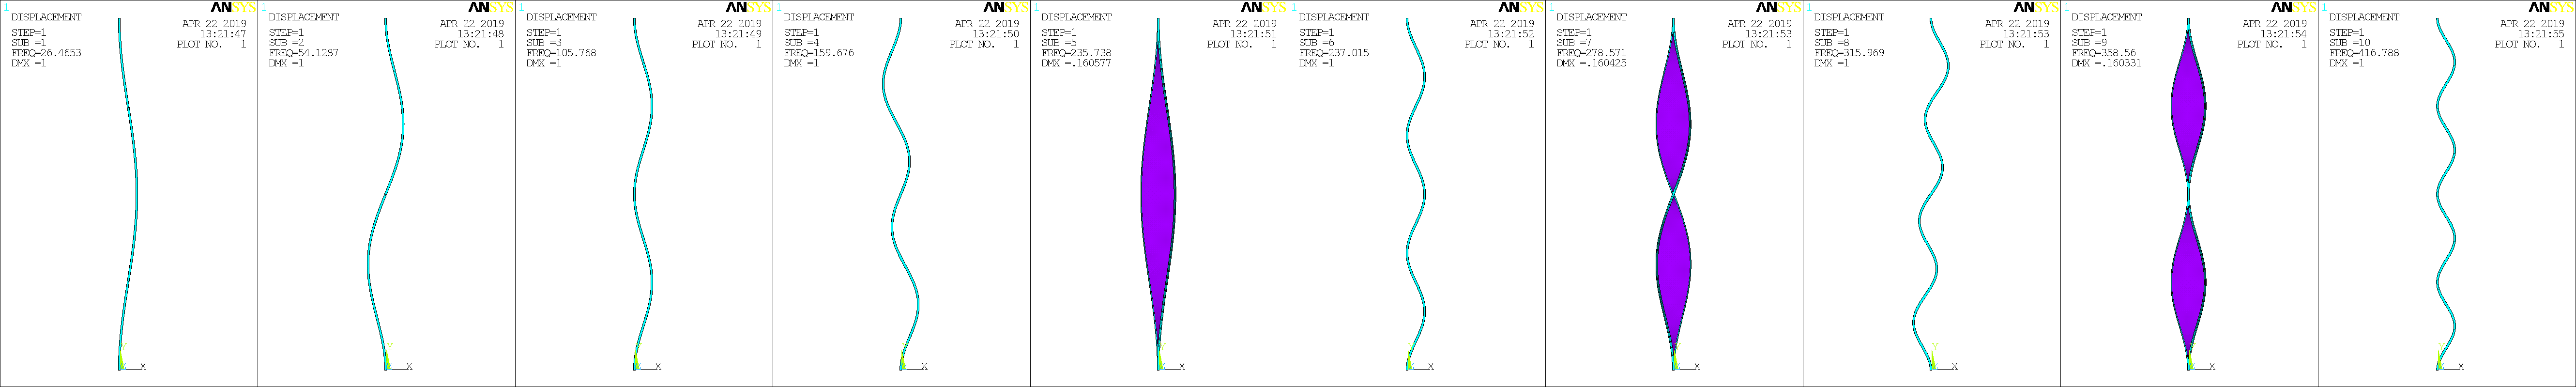 1
ANSYS
DISPLACEMENT
APR 22 2019
STEP=1
13:21:47
SUB =1
PLOT NO. 1
FREQ=26.4653
DMX =1
Y
Z X
1
ANSYS
DISPLACEMENT
APR 22 2019
STEP=1
13:21:48
SUB =2
PLOT NO. 1
FREQ=54.1287
DMX =1
Y
Z X
1
ANSYS
DISPLACEMENT
APR 22 2019
STEP=1
13:21:49
SUB =3
PLOT NO. 1
FREQ=105.768
DMX =1
Y
Z X
1
ANSYS
DISPLACEMENT
APR 22 2019
STEP=1
13:21:50
SUB =4
PLOT NO. 1
FREQ=159.676
DMX =1
Y
Z X
1
ANSYS
DISPLACEMENT
APR 22 2019
STEP=1
13:21:51
SUB =5
PLOT NO. 1
FREQ=235.738
DMX =.160577
Y
Z X
1
ANSYS
DISPLACEMENT
APR 22 2019
STEP=1
13:21:52
SUB =6
PLOT NO. 1
FREQ=237.015
DMX =1
Y
Z X
1
ANSYS
DISPLACEMENT
APR 22 2019
STEP=1
13:21:53
SUB =7
PLOT NO. 1
FREQ=278.571
DMX =.160425
Y
Z X
1
ANSYS
DISPLACEMENT
APR 22 2019
STEP=1
13:21:53
SUB =8
PLOT NO. 1
FREQ=315.969
DMX =1
Y
Z X
1
ANSYS
DISPLACEMENT
APR 22 2019
STEP=1
13:21:54
SUB =9
PLOT NO. 1
FREQ=358.56
DMX =.160331
Y
Z X
1
ANSYS
DISPLACEMENT
APR 22 2019
STEP=1
13:21:55
SUB =10
PLOT NO. 1
FREQ=416.788
DMX =1
Y
Z X